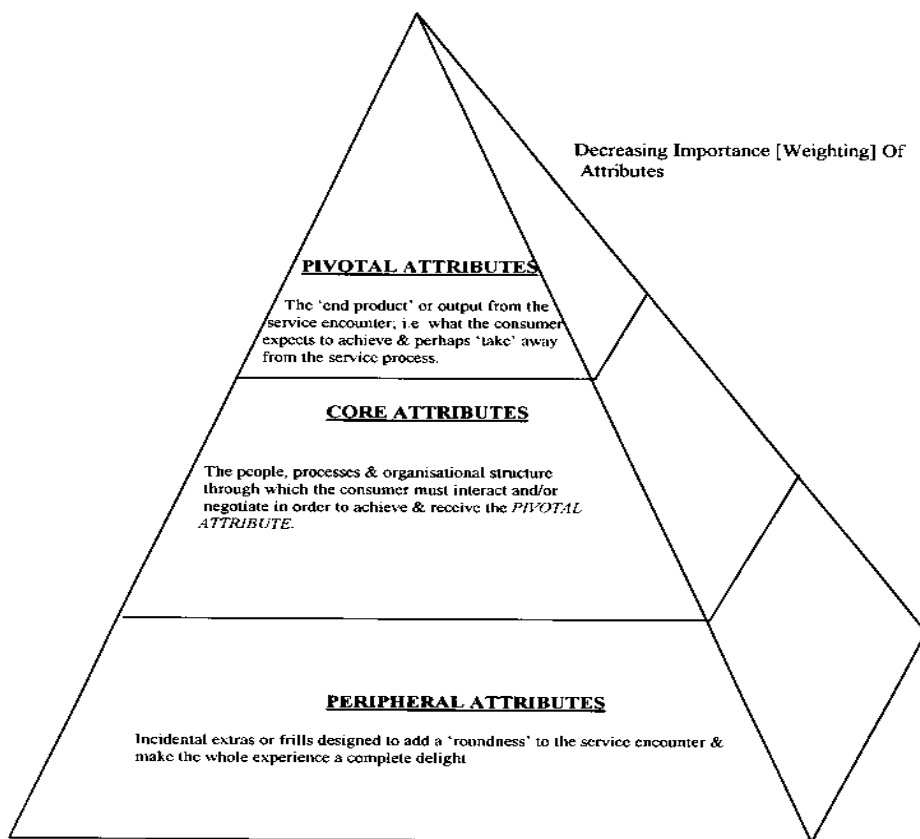 Decreasing Importance [Weighting] Of
Attributes
PIVOTAL ATTRIBUTES
The 'end product' or output from the
service encounter; i.e what the consumer
expects to achieve & perhaps 'take' away
from the service process.
CORE ATTRIBUTES
The people, processes & organisational structure
through which the consumer must interact and/or
negotiate in order to achieve & receive the PIVOTAL
ATTRIBUTE.
PERIPHERAL ATTRIBUTES
Incidental extras or frills designed to add a 'roundness' to the service encounter &
make the whole experience a complete delight